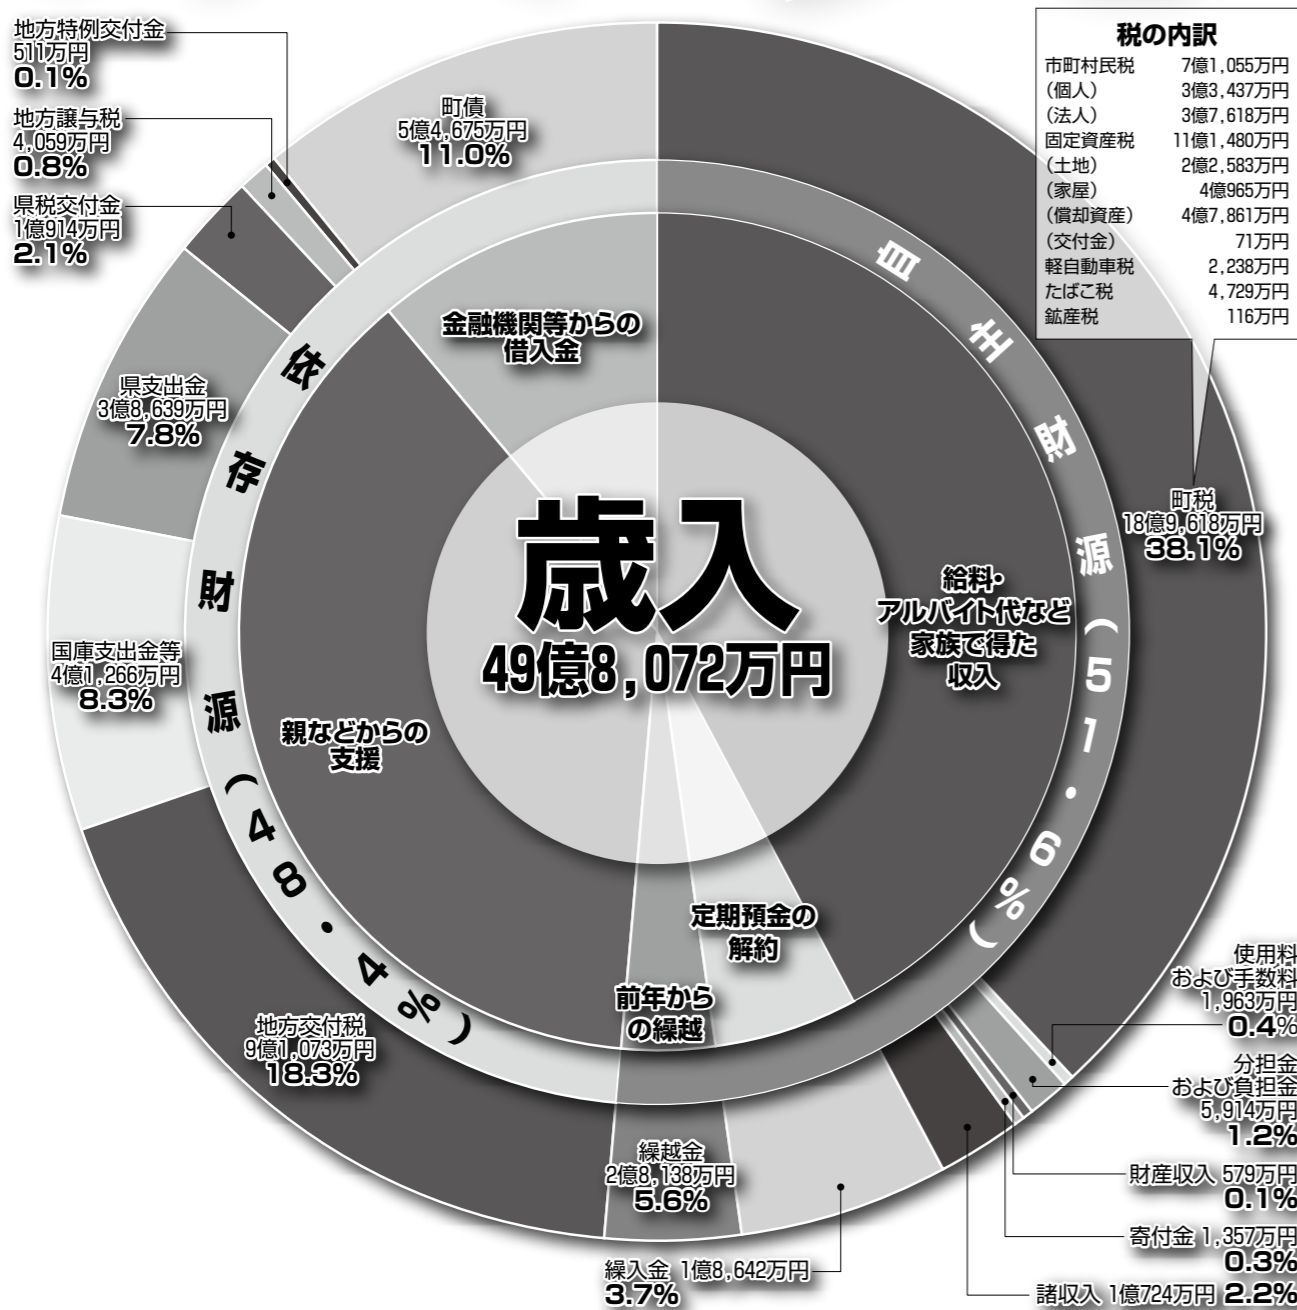 税の内訳
市町村民税 7億1,055万円
(個人) 3億3,437万円
(法人) 3億7,618万円
固定資産税 11億1,480万円
(土地) 2億2,583万円
(家屋) 4億965万円
(償却資産) 4億7,861万円
(交付金) 71万円
軽自動車税 2,238万円
たばこ税 4,729万円
鉱産税 116万円
地方特例交付金
511万円
0.1%
地方譲与税
4,059万円
0.8%
県税交付金
1億914万円
2.1%
町債
5億4,675万円
11.0%
県支出金
3億8,639万円
7.8%
国庫支出金等
4億1,266万円
8.3%
地方交付税
9億1,073万円
18.3%
繰越金
2億8,138万円
5.6%
繰入金 1億8,642万円
3.7%
町税
18億9,618万円
38.1%
使用料
および手数料
1,963万円
0.4%
分担金
および負担金
5,914万円
1.2%
財産収入 579万円
0.1%
寄付金 1,357万円
0.3%
諸収入 1億724万円 2.2%
自主財源(51.6%)
依存財源(48.4%)
金融機関等からの
借入金
給料・
アルバイト代など
家族で得た
収入
親などからの
支援
定期預金の
解約
前年から
の繰越
歳入
49億8,072万円